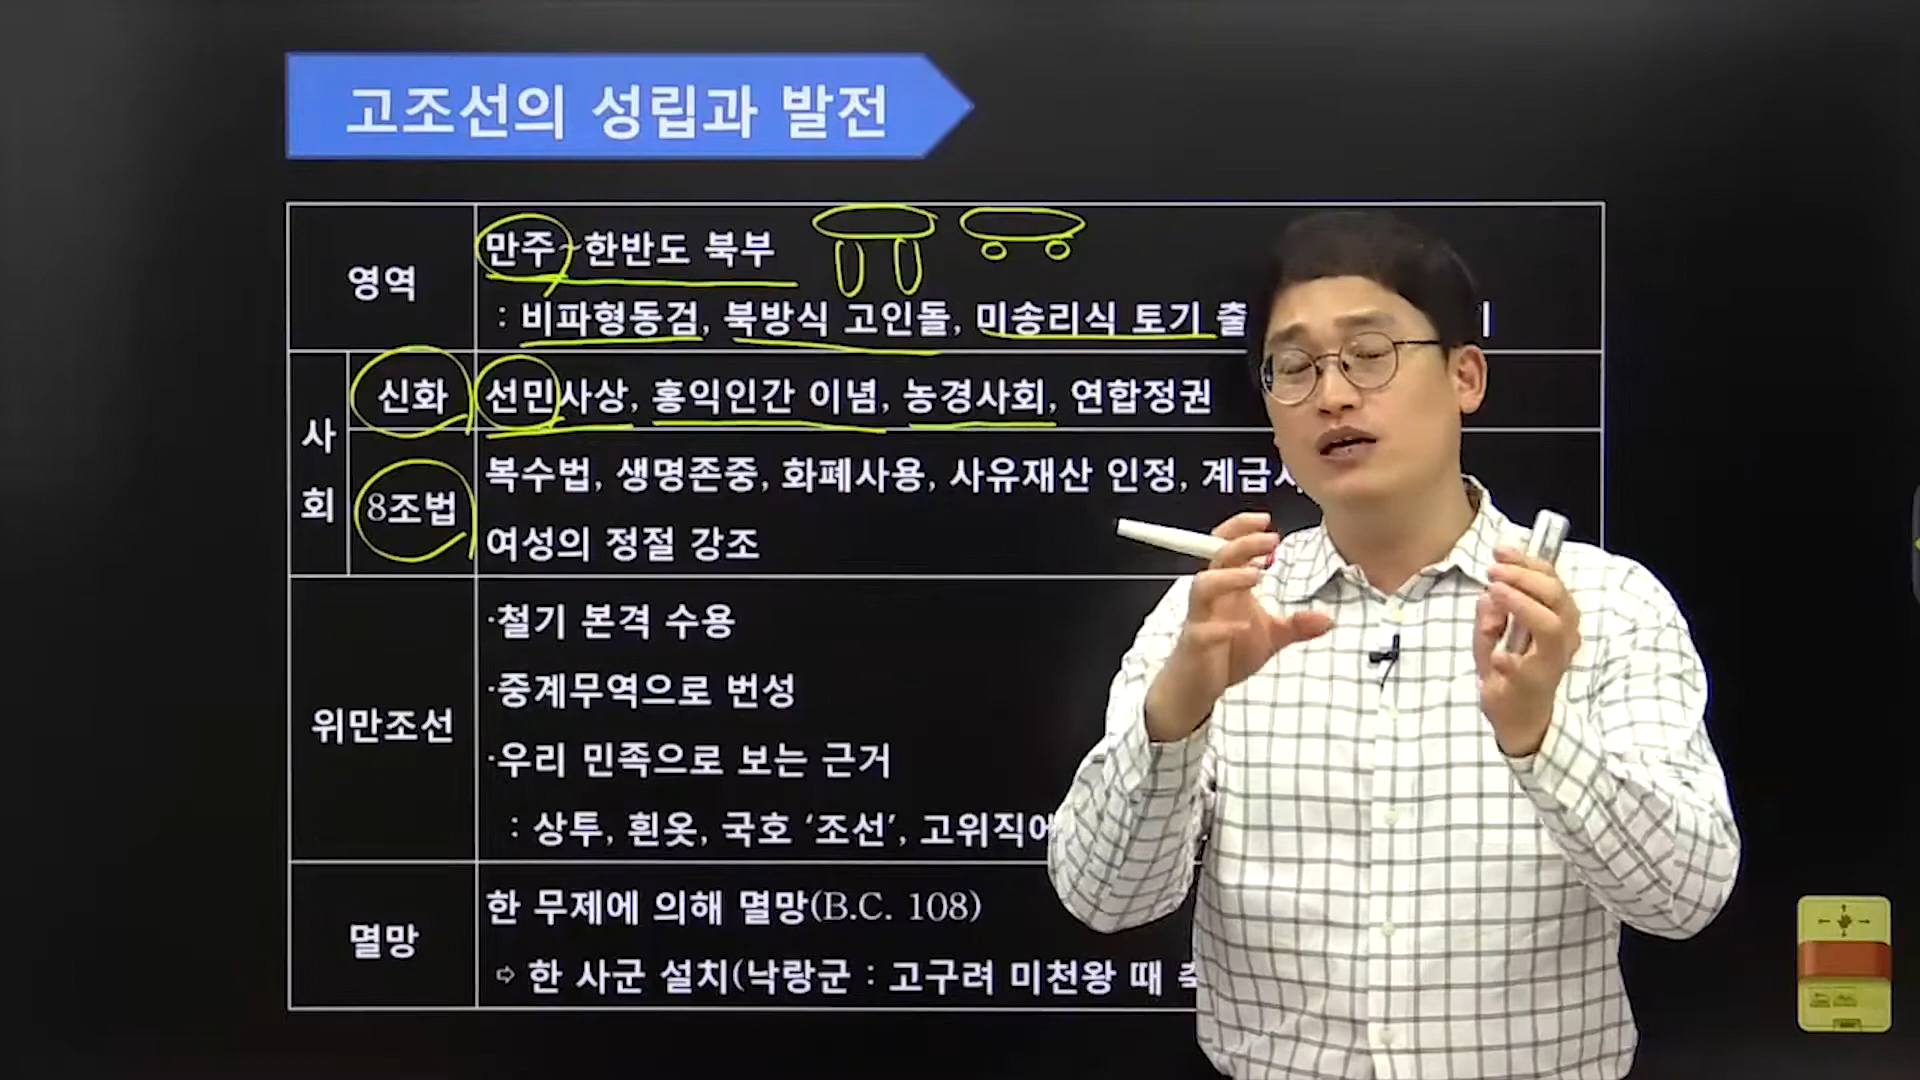 고조선의 성립과 발전
영역
만주~한반도 북부
: 비파형동검, 북방식 고인돌, 미송리식 토기 출
사회
신화
선민사상, 홍익인간 이념, 농경사회, 연합정권
8조법
복수법, 생명존중, 화폐사용, 사유재산 인정, 계급
여성의 정절 강조
위만조선
·철기 본격 수용
·중계무역으로 번성
·우리 민족으로 보는 근거
: 상투, 흰옷, 국호 ‘조선’, 고위직에
멸망
한 무제에 의해 멸망(B.C. 108)
⇨ 한 사군 설치(낙랑군 : 고구려 미천왕 때